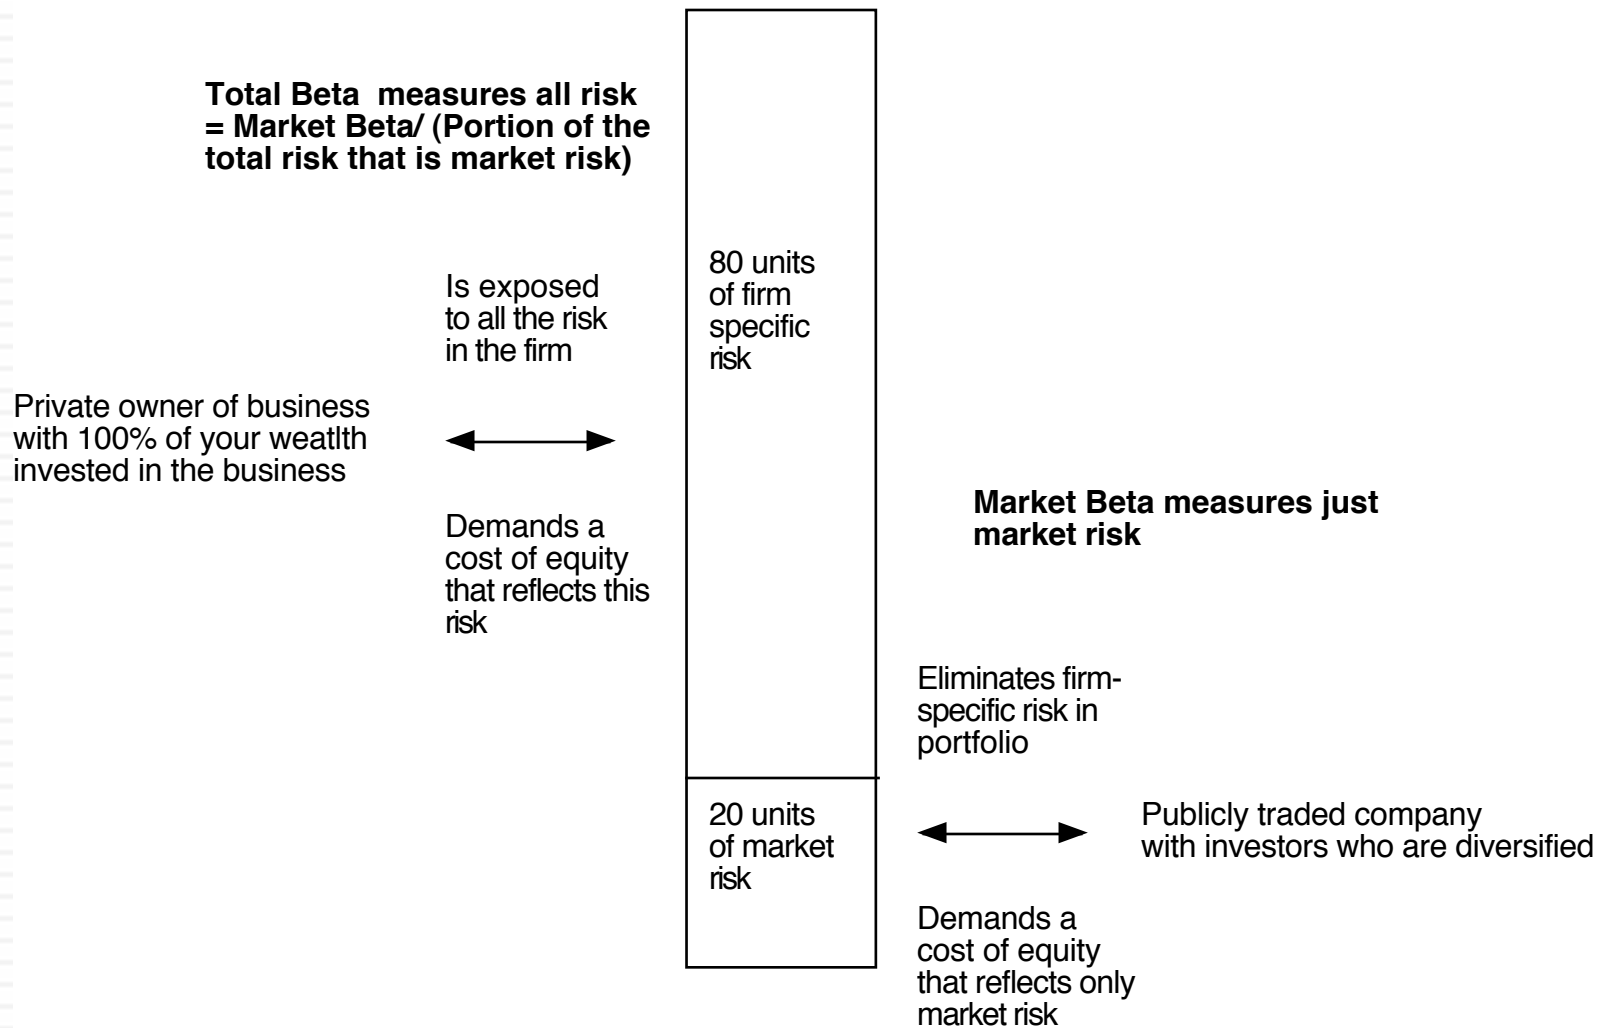 Total Beta  measures all risk
= Market Beta/ (Portion of the
total risk that is market risk)
80 units
of firm
specific
risk
Is exposed
to all the risk
in the firm
Private owner of business
with 100% of your weatlth
invested in the business
Demands a
cost of equity
that reflects this
risk
Market Beta measures just
market risk
Eliminates firm-
specific risk in
portfolio
20 units
of market
risk
Publicly traded company
with investors who are diversified
Demands a
cost of equity
that reflects only
market risk